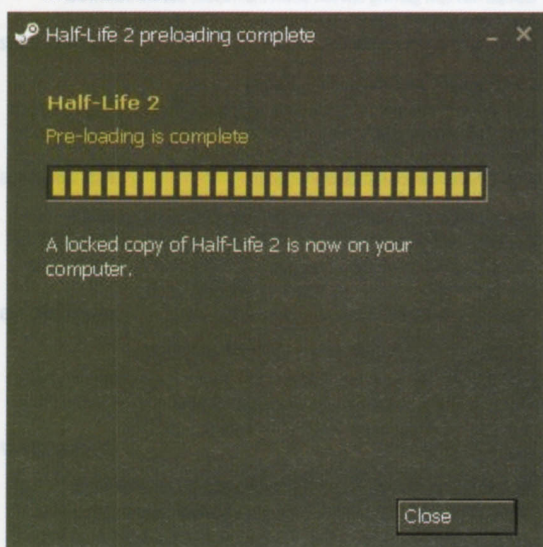 Half-Life 2 preloading complete
Half-Life 2
Pre-loading is complete
A locked copy of Half-Life 2 is now on your
computer.
Close